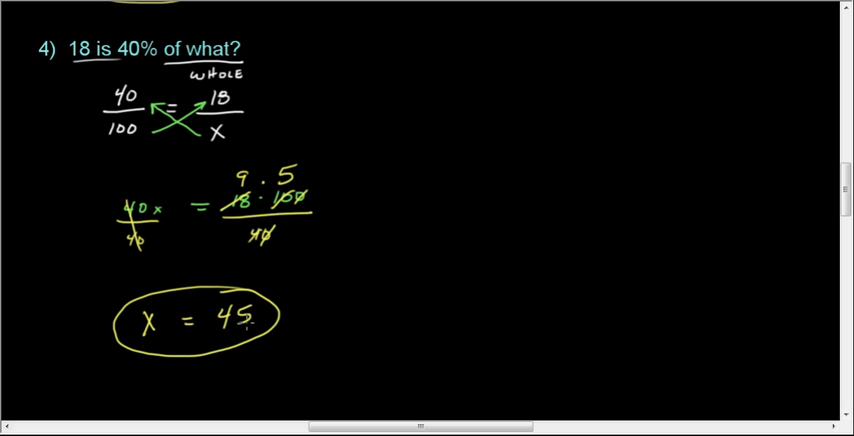 4) 18 is 40% of what?
WHOLE
40/100 = 18/x
9 . 5
40x/40 = 18 . 100/40
x = 45